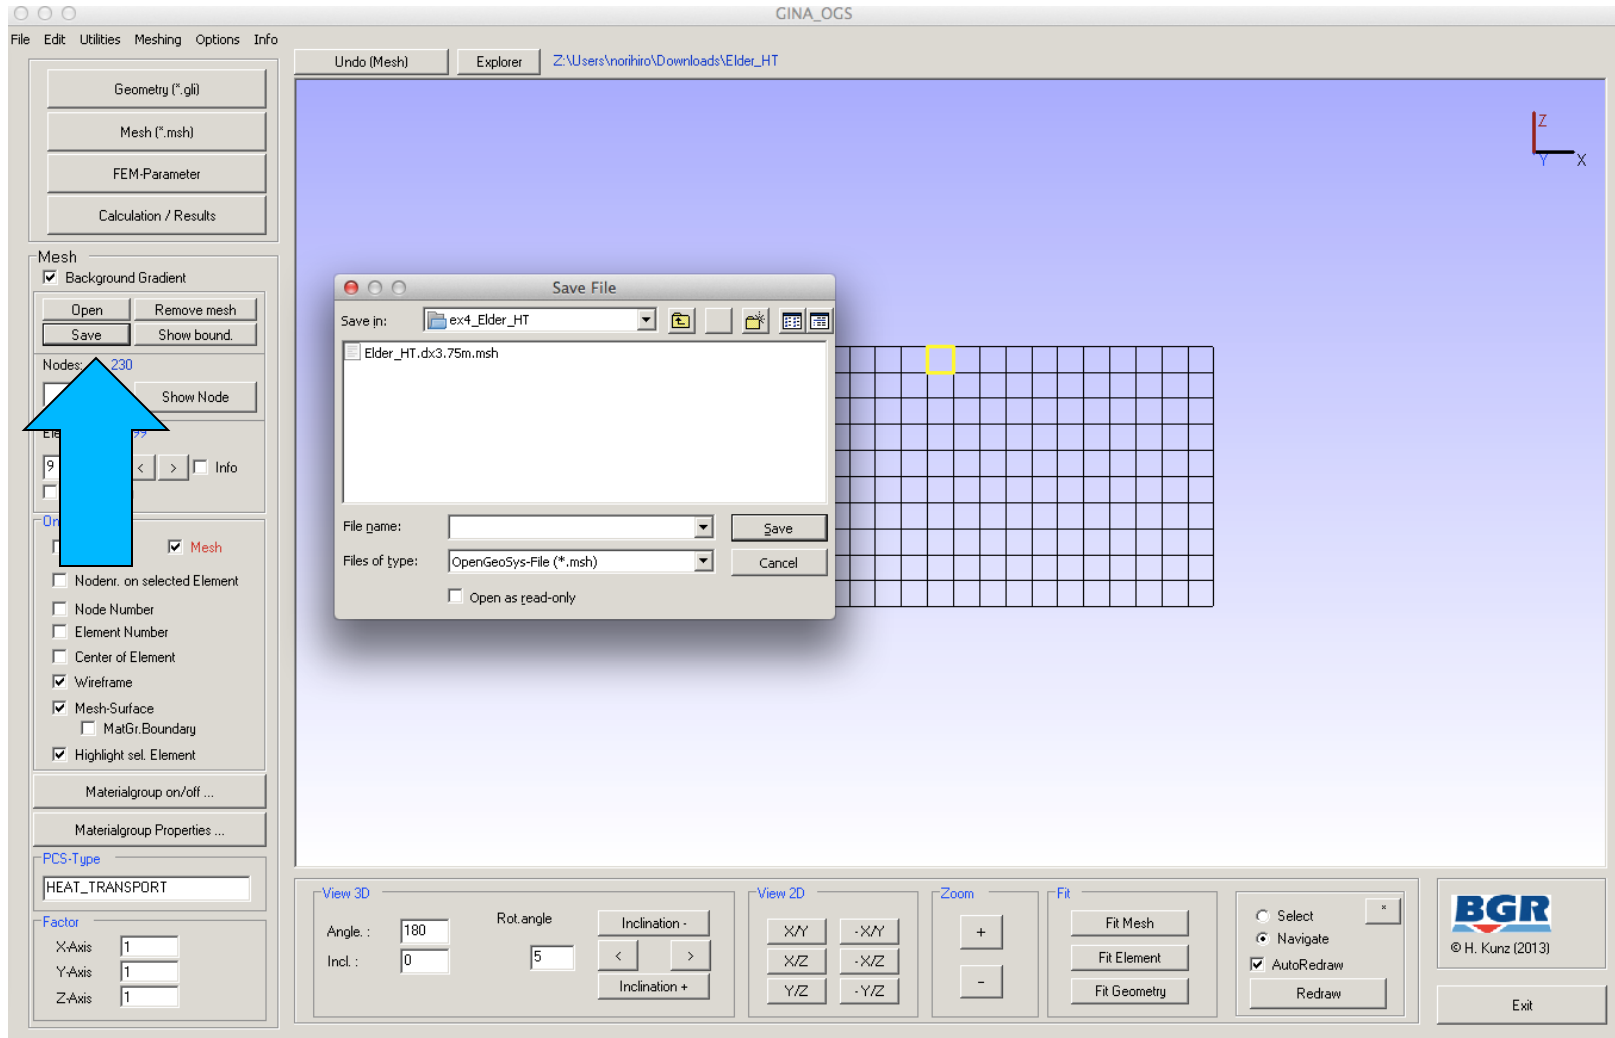 GINA_OGS
File Edit Utilities Meshing Options Info
Undo (Mesh) Explorer Z:\Users\norihiro\Downloads\Elder_HT
Geometry (*.gli)
Mesh (*.msh)
FEM-Parameter
Calculation / Results
Mesh
Background Gradient
Open Remove mesh
Save Show bound.
Nodes: 230
Show Node
99
9 < > Info
Mesh
Nodenr. on selected Element
Node Number
Element Number
Center of Element
Wireframe
Mesh-Surface
MatGr.Boundary
Highlight sel. Element
Materialgroup on/off ...
Materialgroup Properties ...
PCS-Type
HEAT_TRANSPORT
Factor
X-Axis 1
Y-Axis 1
Z-Axis 1
Z
Y X
Save File
Save in: ex4_Elder_HT
Elder_HT.dx3.75m.msh
File name: Save
Files of type: OpenGeoSys-File (*.msh) Cancel
Open as read-only
View 3D
Angle. : 180 Rot.angle Inclination -
Incl. : 0 5 < >
Inclination +
View 2D
X/Y -X/Y
X/Z -X/Z
Y/Z -Y/Z
Zoom
+
-
Fit
Fit Mesh
Fit Element
Fit Geometry
Select
Navigate
AutoRedraw
Redraw
BGR
© H. Kunz (2013)
Exit